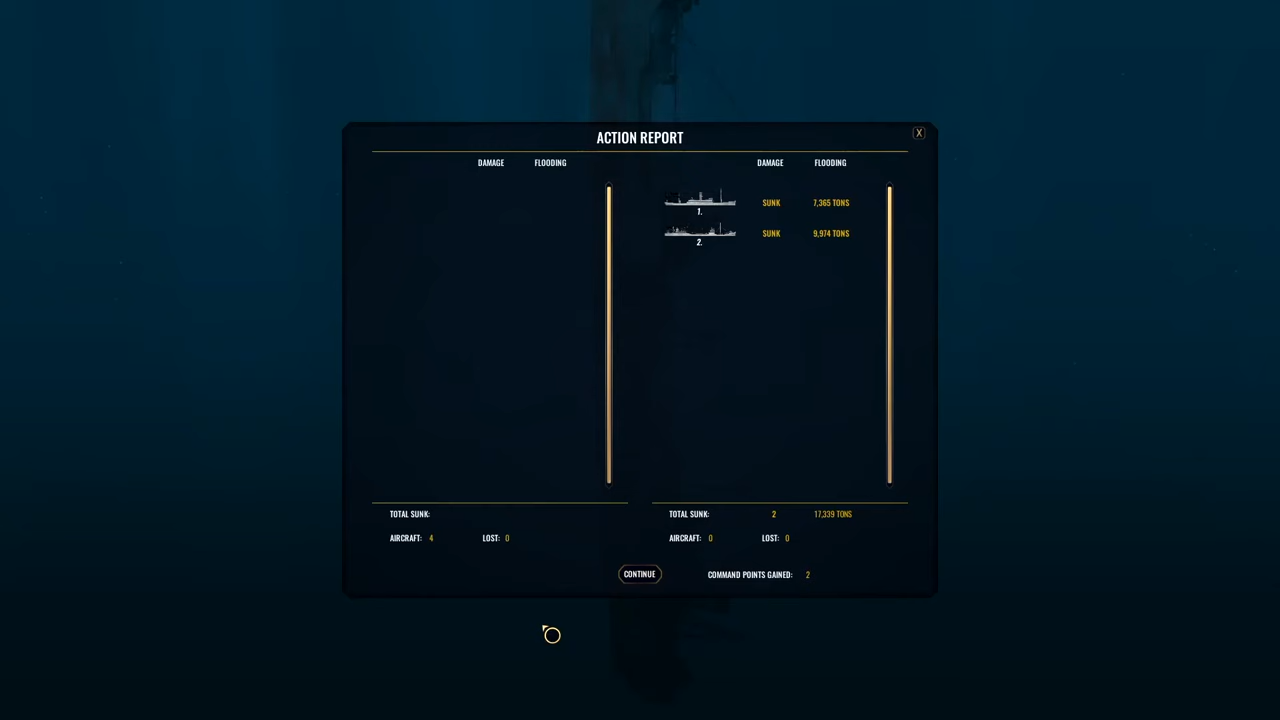 ACTION REPORT
X
DAMAGE FLOODING
DAMAGE FLOODING
SUNK 7,365 TONS
1.
SUNK 9,974 TONS
2.
TOTAL SUNK:
AIRCRAFT: 4 LOST: 0
TOTAL SUNK: 2 17,339 TONS
AIRCRAFT: 0 LOST: 0
CONTINUE
COMMAND POINTS GAINED: 2